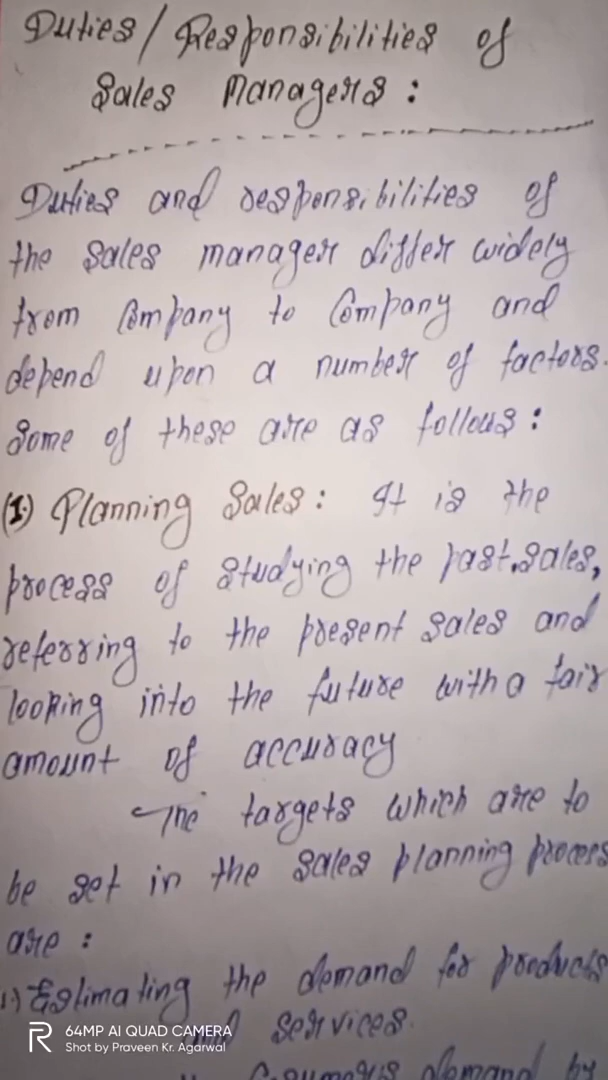 Duties/Responsibilities of
Sales Managers:
Duties and responsibilities of
the sales manager differ widely
from Company to Company and
depend upon a number of factors.
Some of these are as follows:
(1.) Planning Sales: It is the
process of studying the past sales,
referring to the present sales and
looking into the future with a fair
amount of accuracy
The targets which are to
be set in the sales planning process
are:
1) Estimating the demand for products
and services.
demand by
64MP AI QUAD CAMERA
Shot by Praveen Kr. Agarwal